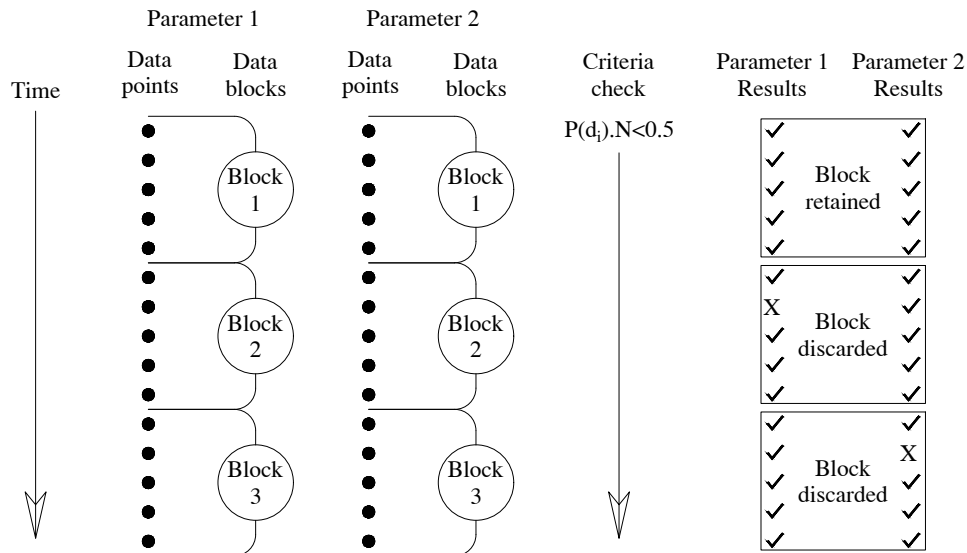 Parameter 1
Parameter 2
Time
Data points
Data blocks
Data points
Data blocks
Criteria check
Parameter 1 Results
Parameter 2 Results
P(d_i).N<0.5
Block 1
Block 1
Block retained
Block 2
Block 2
X
Block discarded
Block 3
Block 3
X
Block discarded